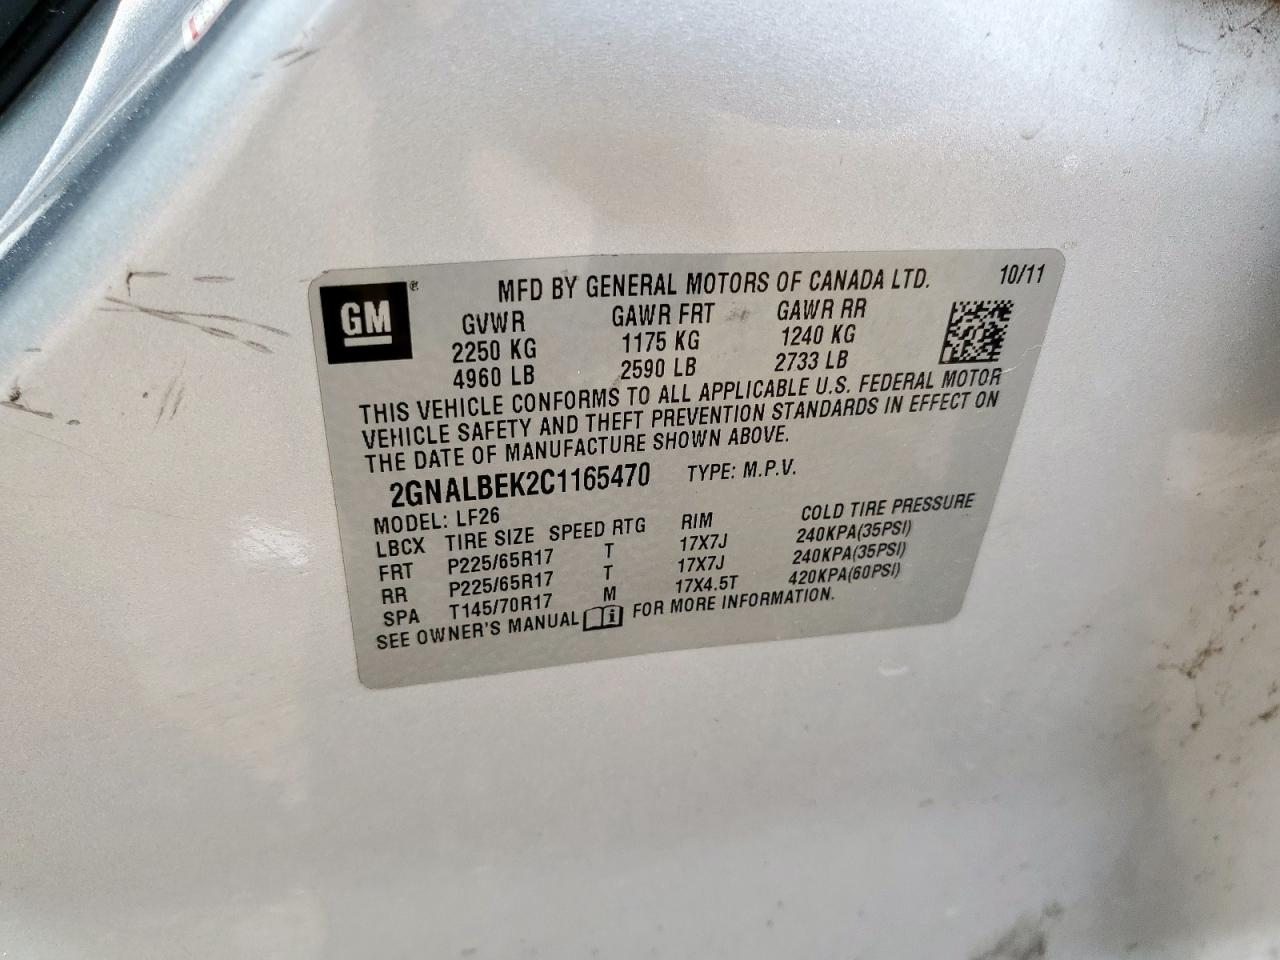 GM
®
MFD BY GENERAL MOTORS OF CANADA LTD. 10/11
GVWR GAWR FRT GAWR RR
2250 KG 1175 KG 1240 KG
4960 LB 2590 LB 2733 LB
THIS VEHICLE CONFORMS TO ALL APPLICABLE U.S. FEDERAL MOTOR
VEHICLE SAFETY AND THEFT PREVENTION STANDARDS IN EFFECT ON
THE DATE OF MANUFACTURE SHOWN ABOVE.
2GNALBEK2C1165470 TYPE: M.P.V.
MODEL: LF26
LBCX TIRE SIZE SPEED RTG RIM COLD TIRE PRESSURE
FRT P225/65R17 T 17X7J 240KPA(35PSI)
RR P225/65R17 T 17X7J 240KPA(35PSI)
SPA T145/70R17 M 17X4.5T 420KPA(60PSI)
SEE OWNER'S MANUAL i FOR MORE INFORMATION.